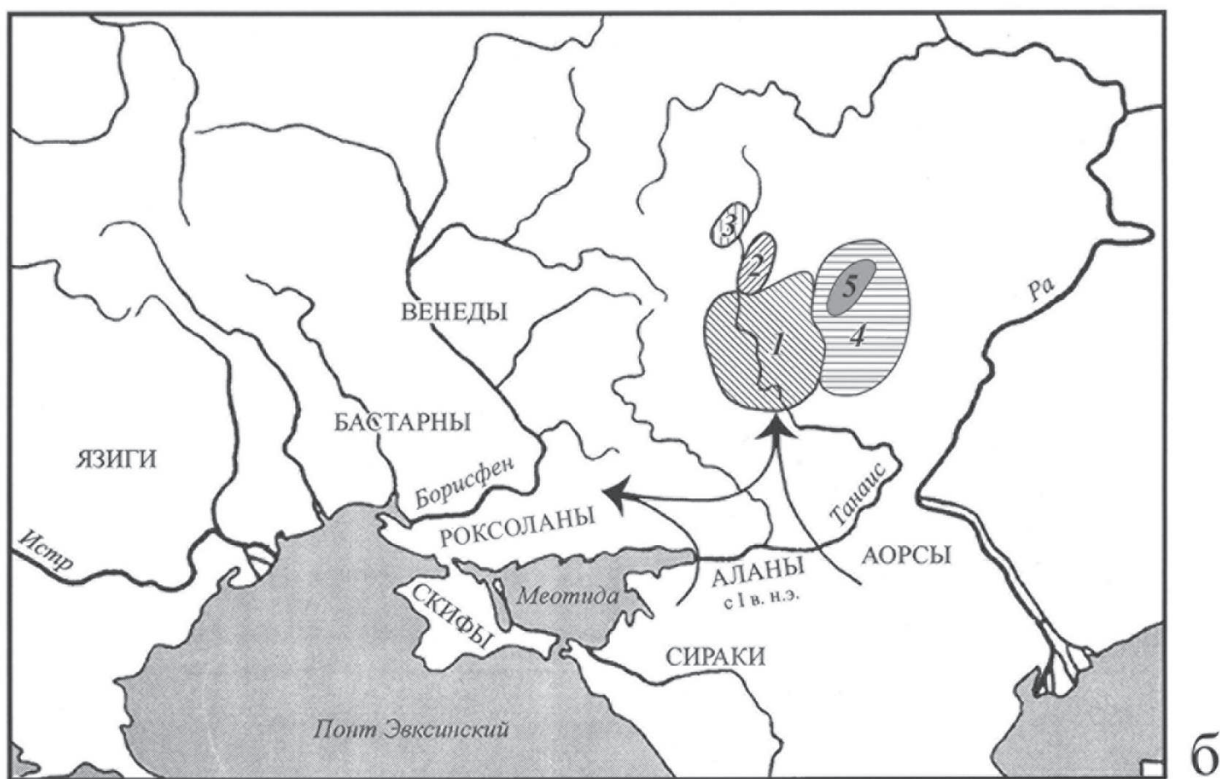 3
2
5
Ра
ВЕНЕДЫ
1
4
БАСТАРНЫ
ЯЗИГИ
Борисфен
Танаис
РОКСОЛАНЫ
Истр
АОРСЫ
АЛАНЫ
с I в. н.э.
Меотида
СКИФЫ
СИРАКИ
Понт Эвксинский
б